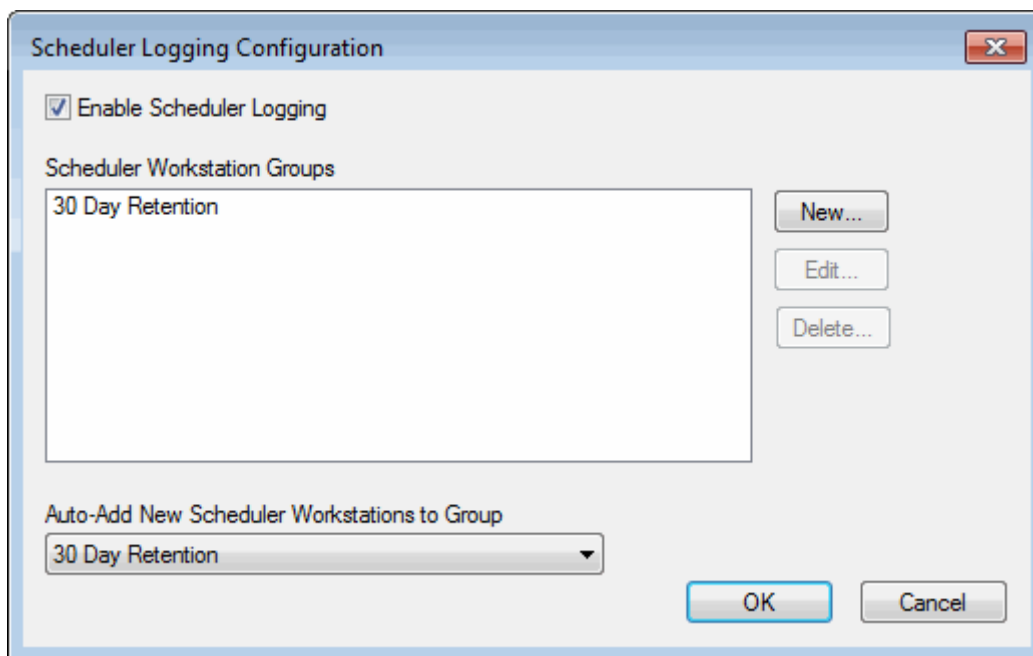 Scheduler Logging Configuration
Enable Scheduler Logging
Scheduler Workstation Groups
30 Day Retention
New...
Edit...
Delete...
Auto-Add New Scheduler Workstations to Group
30 Day Retention
OK
Cancel